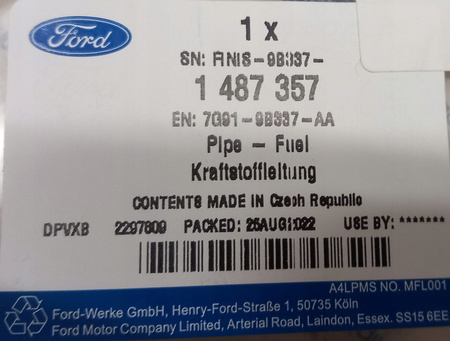 Ford
1 x
SN: FINIS-9B337-
1 487 357
EN: 7G91-9B337-AA
Pipe - Fuel
Kraftstoffleitung
CONTENTS MADE IN Czech Republic
DPVXB 2297809 PACKED: 25AUG2022 USE BY: *******
A4LPMS NO. MFL001
Ford-Werke GmbH, Henry-Ford-Straße 1, 50735 Köln
Ford Motor Company Limited, Arterial Road, Laindon, Essex. SS15 6EE